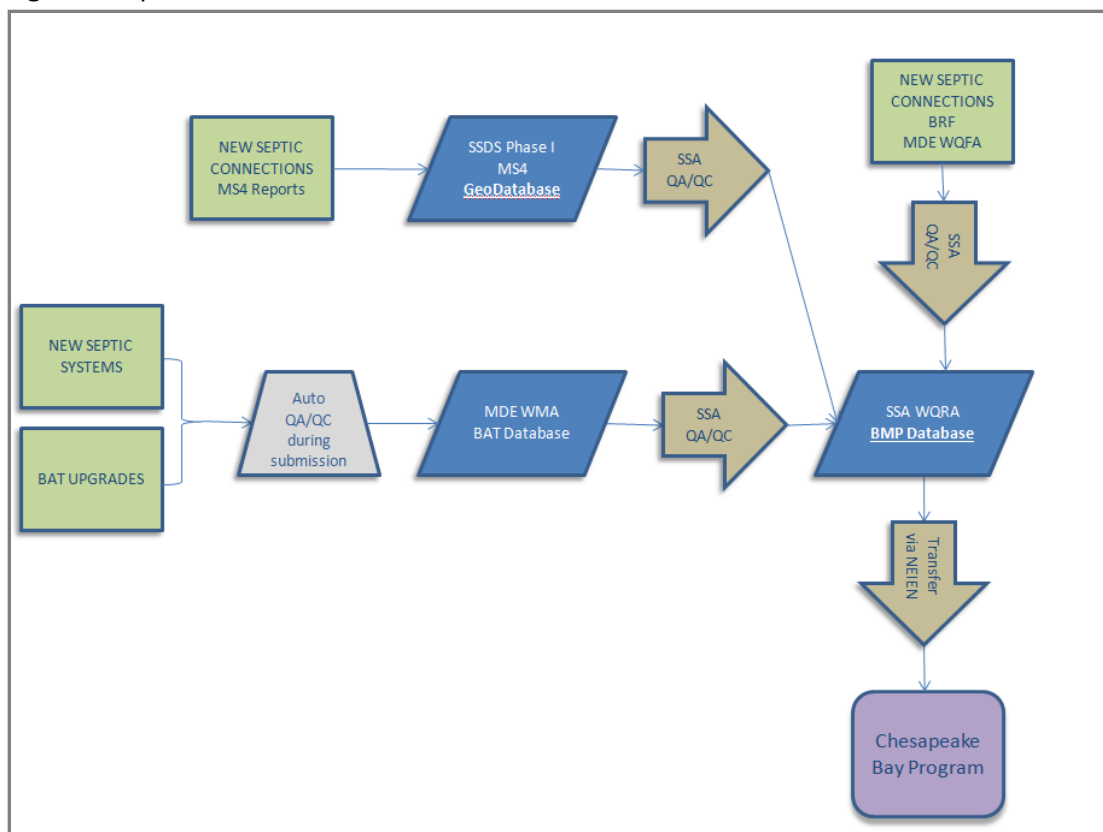 NEW SEPTIC
CONNECTIONS
BRF
MDE WQFA
NEW SEPTIC
CONNECTIONS
MS4 Reports
SSDS Phase I
MS4
GeoDatabase
SSA
QA/QC
SSA
QA/QC
NEW SEPTIC
SYSTEMS
BAT UPGRADES
Auto
QA/QC
during
submission
MDE WMA
BAT Database
SSA
QA/QC
SSA WQRA
BMP Database
Transfer
via NEIEN
Chesapeake
Bay Program